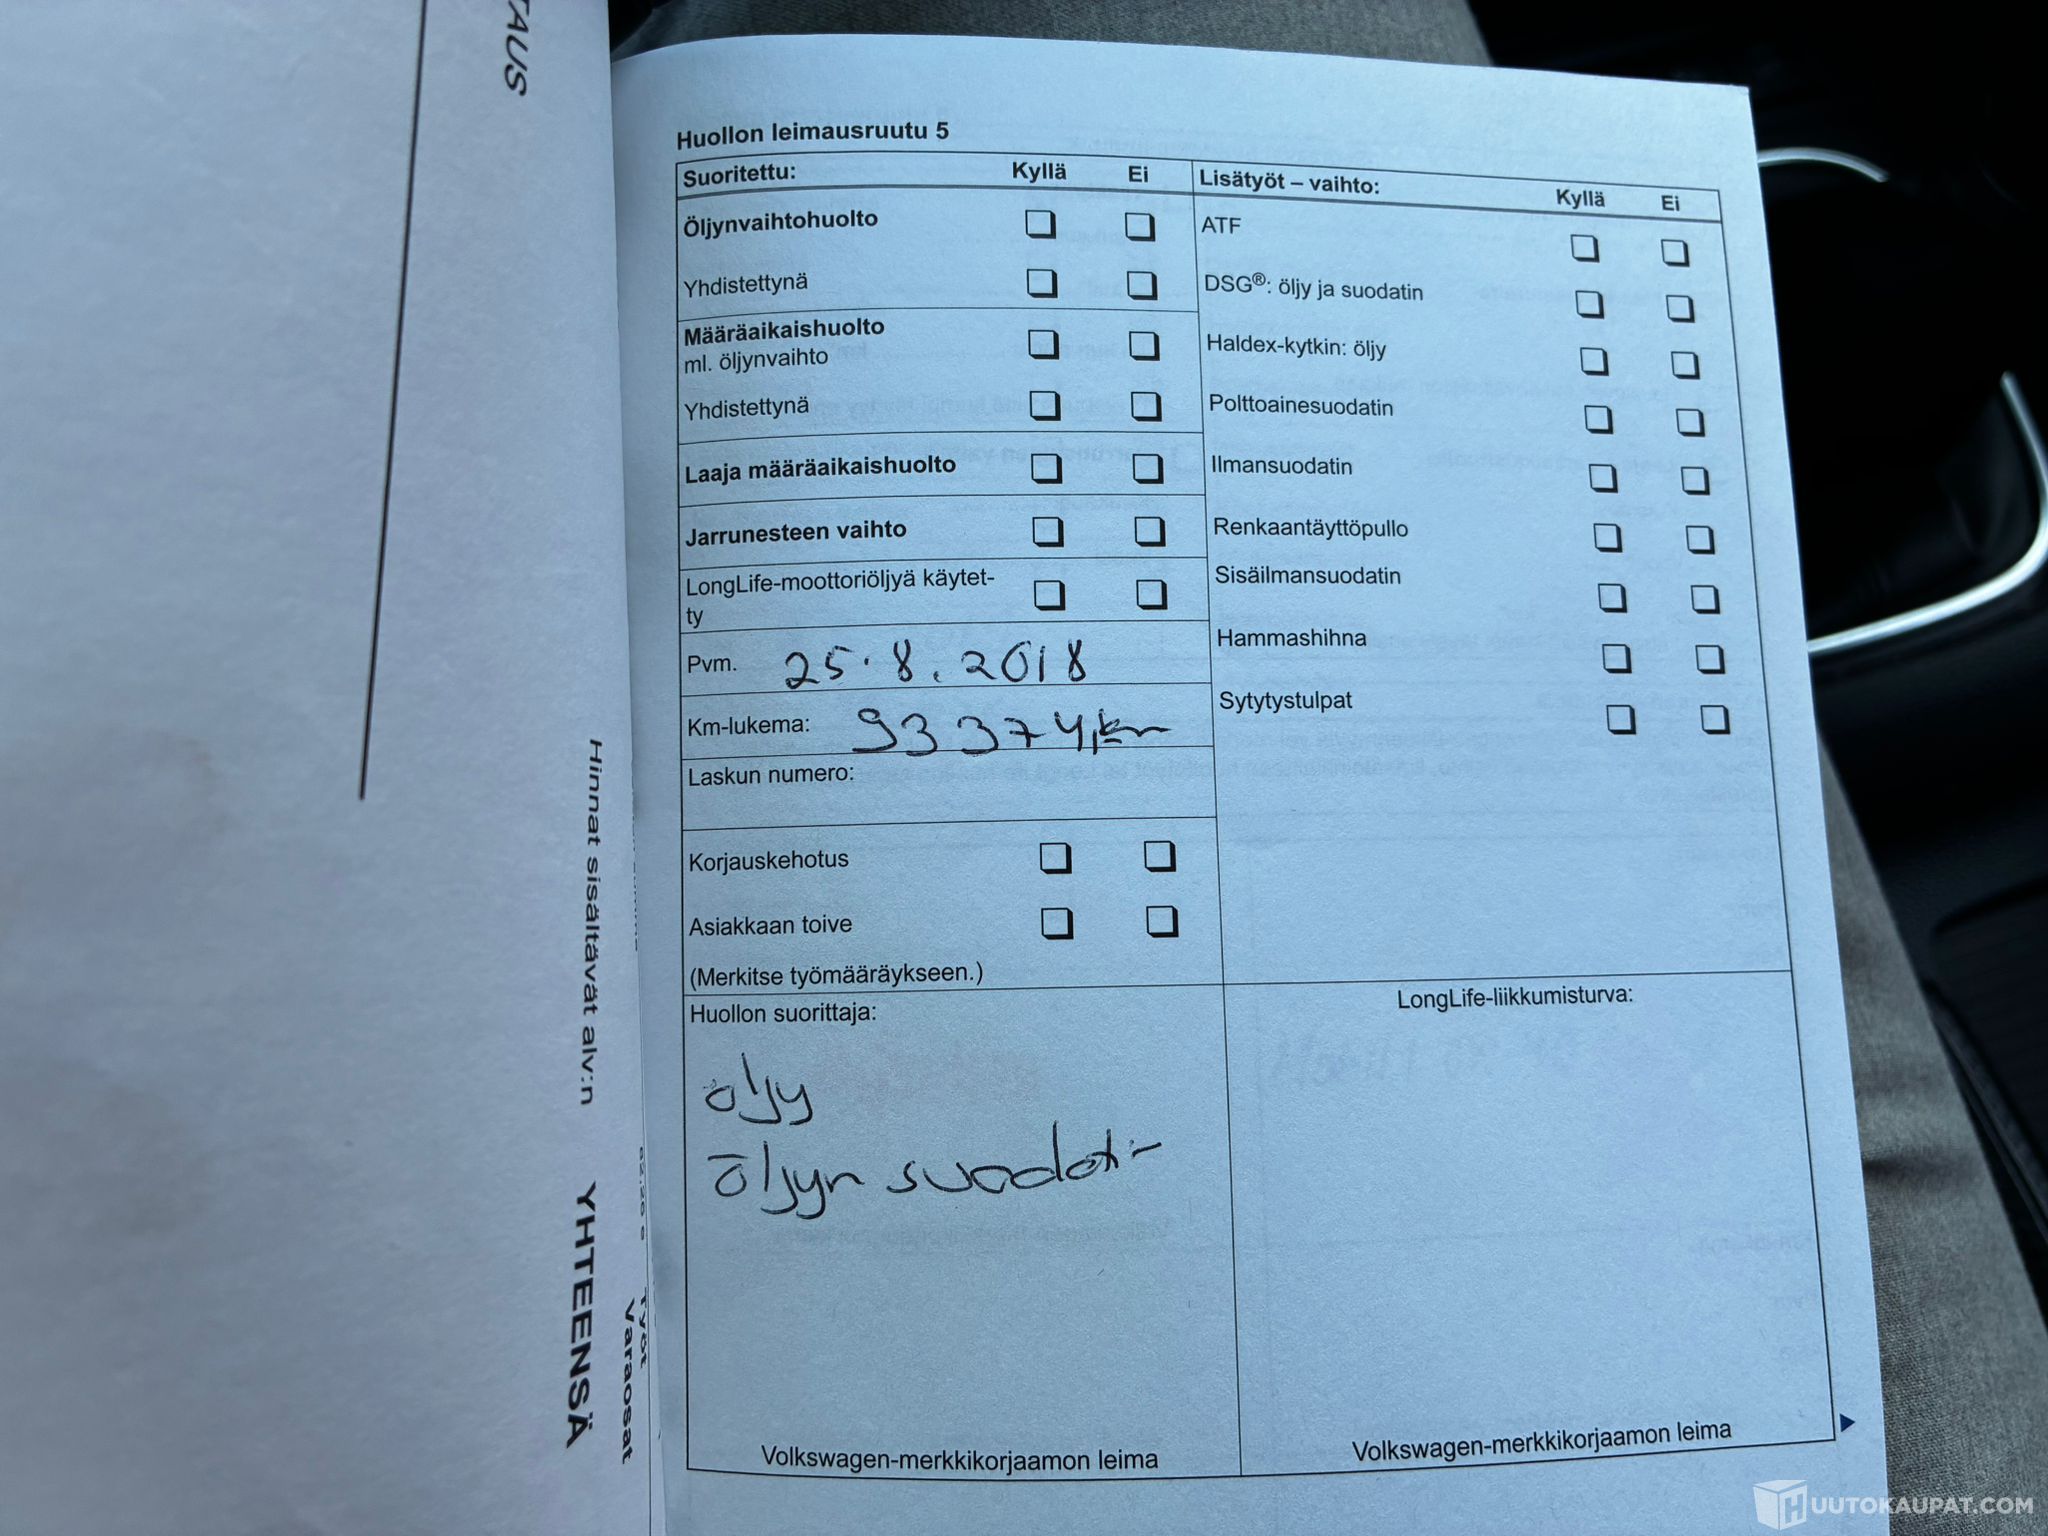 TAUS
Hinnat sisältävät alv:n
YHTEENSÄ
Työt
Varaosat
Huollon leimausruutu 5
Suoritettu: Kyllä Ei
Öljynvaihtohuolto
Yhdistettynä
Määräaikaishuolto
ml. öljynvaihto
Yhdistettynä
Laaja määräaikaishuolto
Jarrunesteen vaihto
LongLife-moottoriöljyä käytet-
ty
Pvm. 25.8.2018
Km-lukema: 93 374 km
Laskun numero:
Korjauskehotus
Asiakkaan toive
(Merkitse työmääräykseen.)
Lisätyöt – vaihto: Kyllä Ei
ATF
DSG®: öljy ja suodatin
Haldex-kytkin: öljy
Polttoainesuodatin
Ilmansuodatin
Renkaantäyttöpullo
Sisäilmansuodatin
Hammashihna
Sytytystulpat
Huollon suorittaja:
öljy
öljyn suodatin
Volkswagen-merkkikorjaamon leima
LongLife-liikkumisturva:
Volkswagen-merkkikorjaamon leima
HUUTOKAUPAT.COM